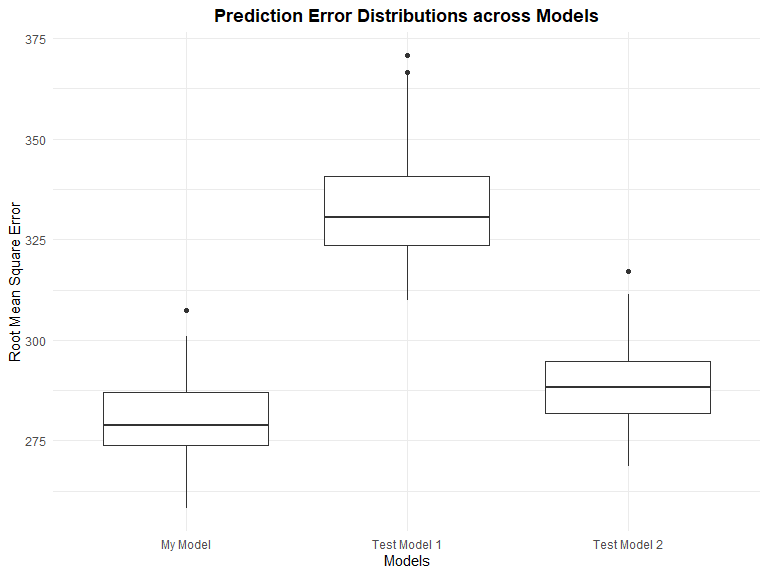 Prediction Error Distributions across Models
Root Mean Square Error
375
350
325
300
275
My Model
Test Model 1
Test Model 2
Models